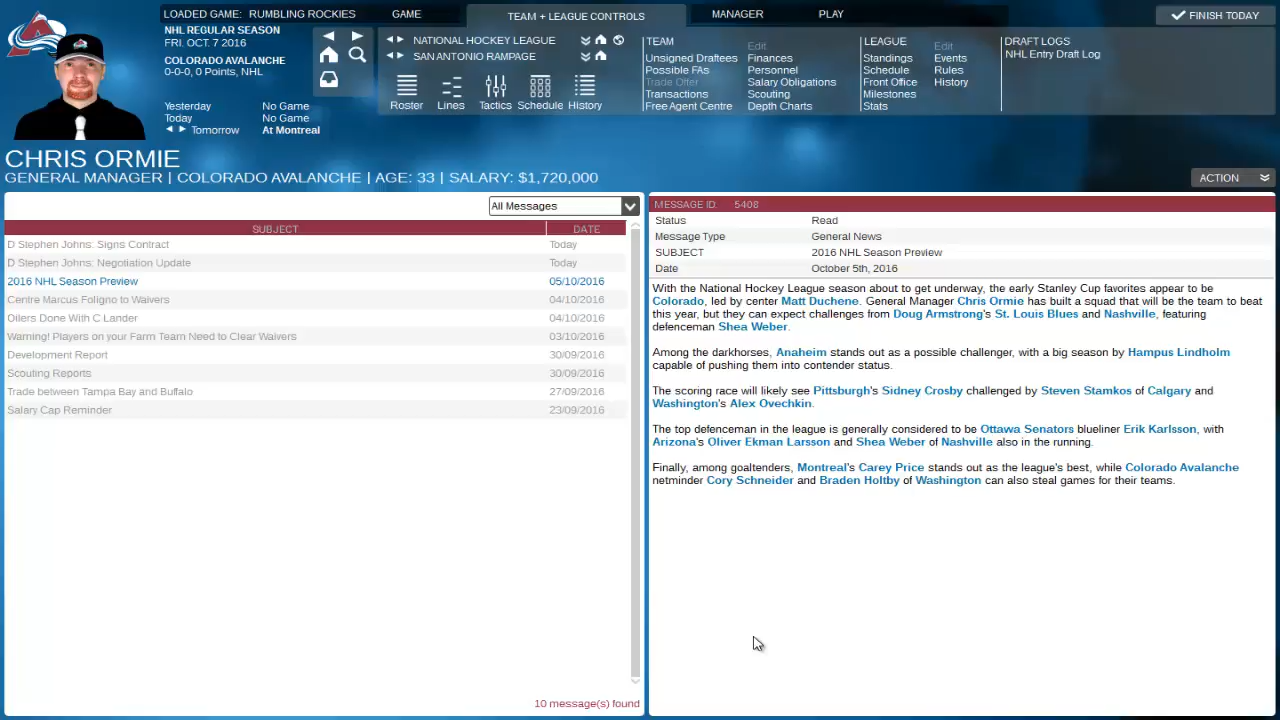 LOADED GAME: RUMBLING ROCKIES
GAME
TEAM + LEAGUE CONTROLS
MANAGER
PLAY
FINISH TODAY
NHL REGULAR SEASON
FRI. OCT. 7 2016
COLORADO AVALANCHE
0-0-0, 0 Points, NHL
Yesterday No Game
Today No Game
Tomorrow At Montreal
NATIONAL HOCKEY LEAGUE
SAN ANTONIO RAMPAGE
Roster Lines Tactics Schedule History
TEAM
Unsigned Draftees
Possible FAs
Trade Offer
Transactions
Free Agent Centre
Edit
Finances
Personnel
Salary Obligations
Scouting
Depth Charts
LEAGUE
Standings
Schedule
Front Office
Milestones
Stats
Edit
Events
Rules
History
DRAFT LOGS
NHL Entry Draft Log
CHRIS ORMIE
GENERAL MANAGER | COLORADO AVALANCHE | AGE: 33 | SALARY: $1,720,000
ACTION
All Messages
SUBJECT DATE
D Stephen Johns: Signs Contract Today
D Stephen Johns: Negotiation Update Today
2016 NHL Season Preview 05/10/2016
Centre Marcus Foligno to Waivers 04/10/2016
Oilers Done With C Lander 04/10/2016
Warning! Players on your Farm Team Need to Clear Waivers 03/10/2016
Development Report 30/09/2016
Scouting Reports 30/09/2016
Trade between Tampa Bay and Buffalo 27/09/2016
Salary Cap Reminder 23/09/2016
10 message(s) found
MESSAGE ID: 5408
Status Read
Message Type General News
SUBJECT 2016 NHL Season Preview
Date October 5th, 2016
With the National Hockey League season about to get underway, the early Stanley Cup favorites appear to be
Colorado, led by center Matt Duchene. General Manager Chris Ormie has built a squad that will be the team to beat
this year, but they can expect challenges from Doug Armstrong's St. Louis Blues and Nashville, featuring
defenceman Shea Weber.
Among the darkhorses, Anaheim stands out as a possible challenger, with a big season by Hampus Lindholm
capable of pushing them into contender status.
The scoring race will likely see Pittsburgh's Sidney Crosby challenged by Steven Stamkos of Calgary and
Washington's Alex Ovechkin.
The top defenceman in the league is generally considered to be Ottawa Senators blueliner Erik Karlsson, with
Arizona's Oliver Ekman Larsson and Shea Weber of Nashville also in the running.
Finally, among goaltenders, Montreal's Carey Price stands out as the league's best, while Colorado Avalanche
netminder Cory Schneider and Braden Holtby of Washington can also steal games for their teams.